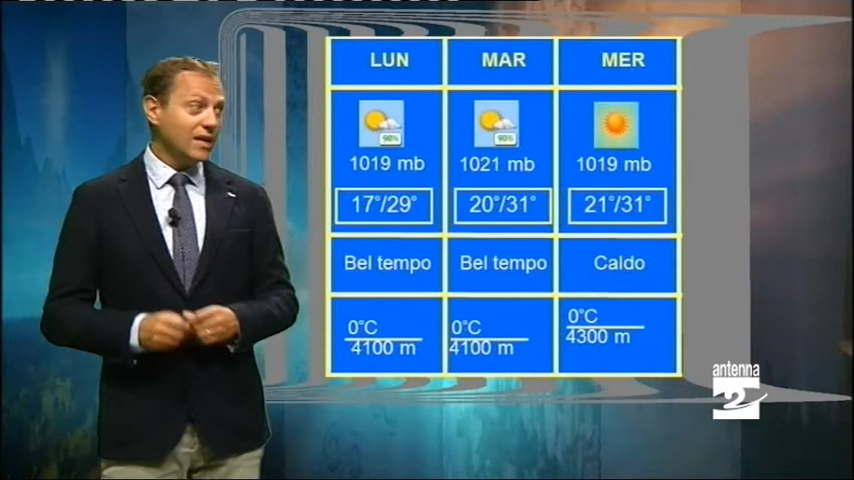 LUN MAR MER
90% 90%
1019 mb 1021 mb 1019 mb
17°/29° 20°/31° 21°/31°
Bel tempo Bel tempo Caldo
0°C 0°C 0°C
4100 m 4100 m 4300 m
antenna
2